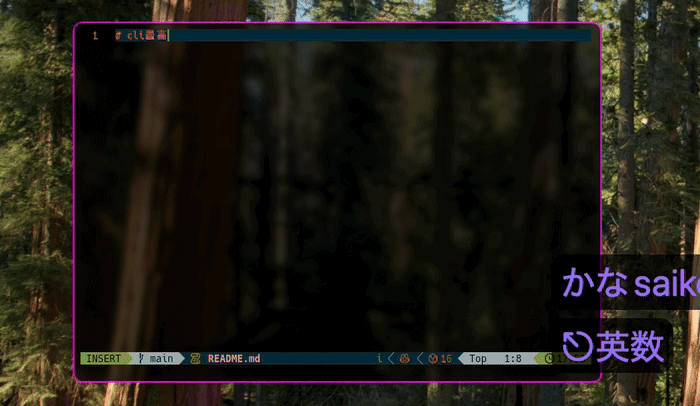 1 # cli最高
かな saik
英数
INSERT main README.md i 16 Top 1:8